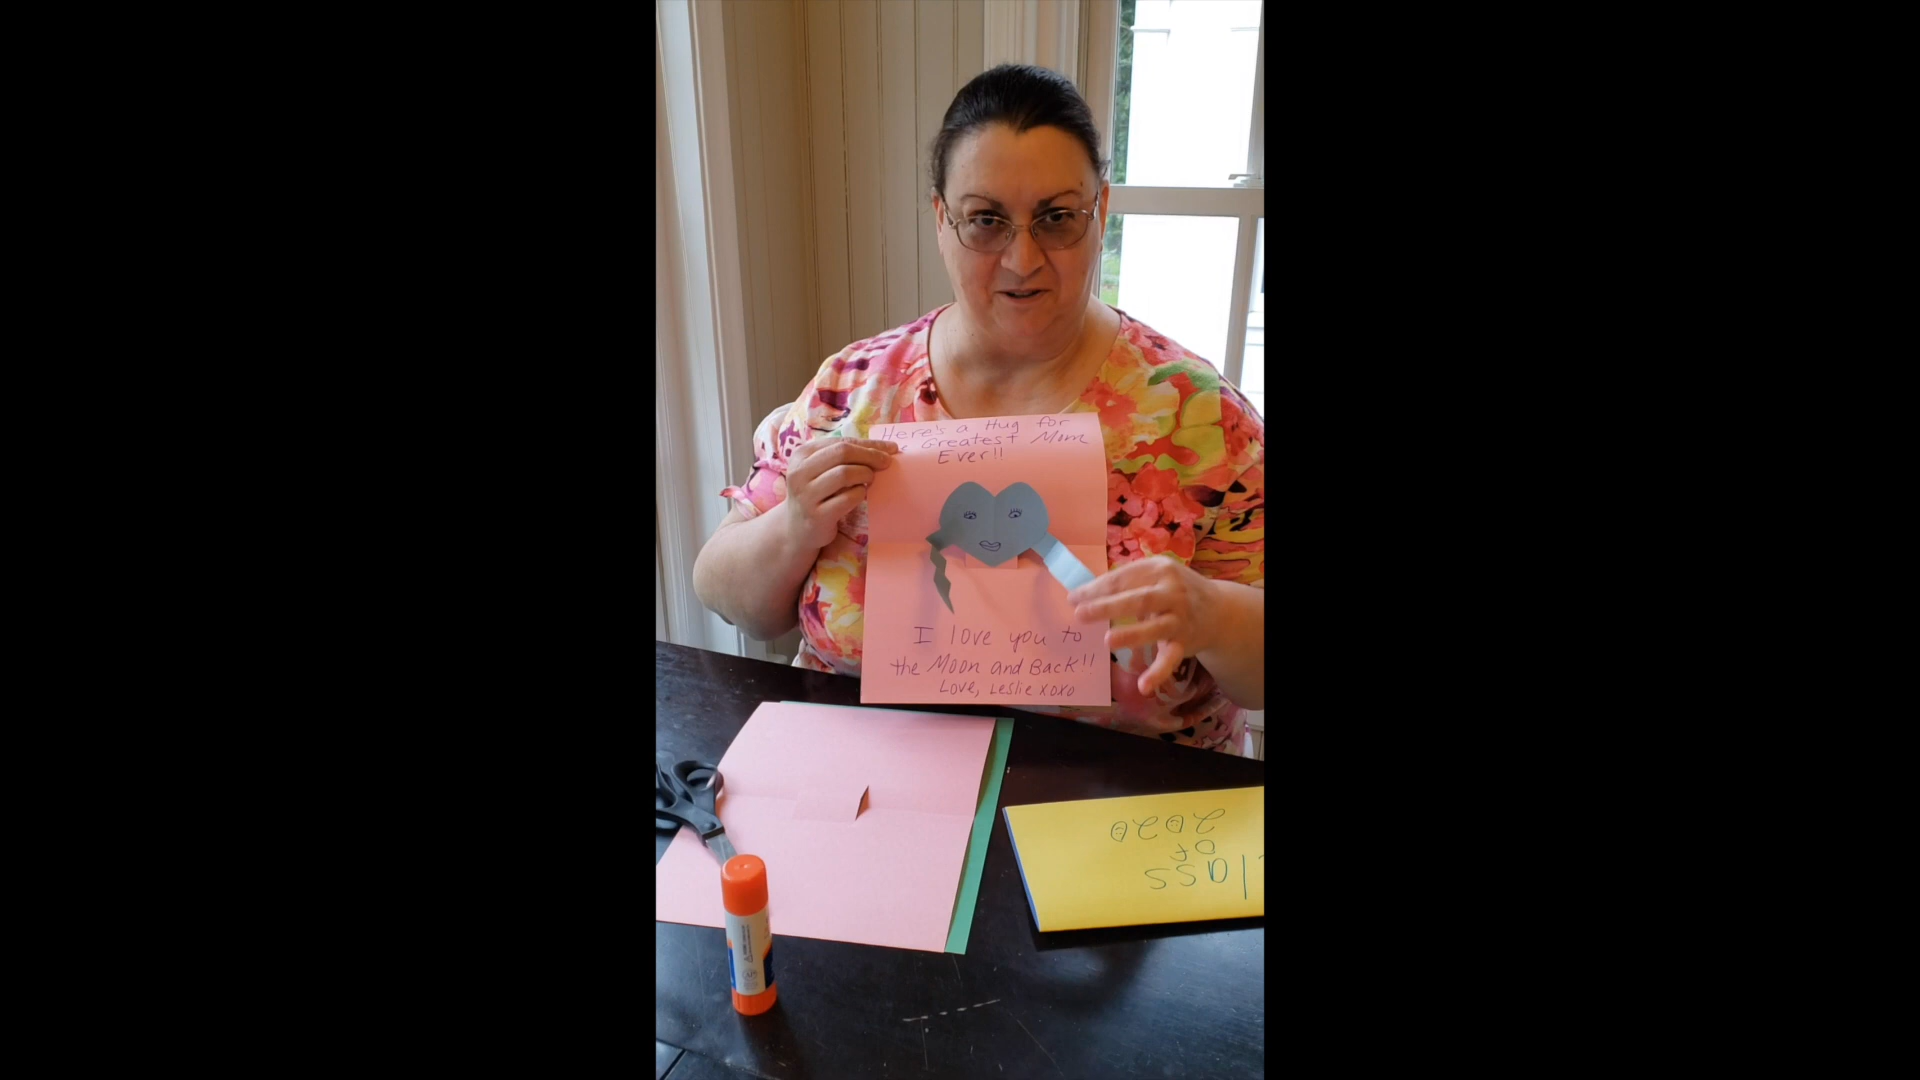 Here's a Hug for
Greatest Mom
Ever!!
I love you to
the Moon and Back!!
Love, Leslie xoxo
lass
of
2020